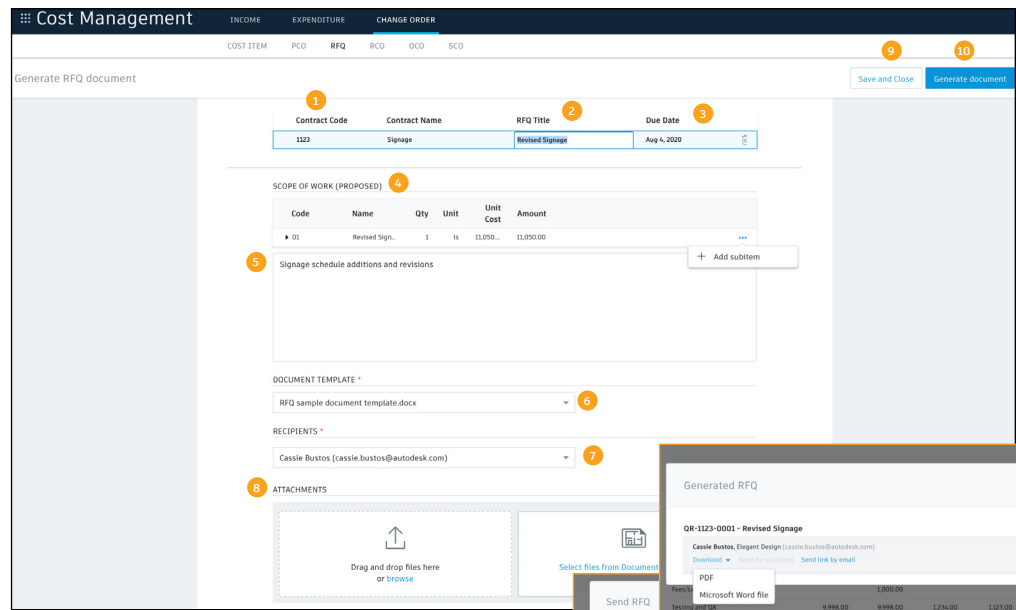 Cost Management
INCOME EXPENDITURE CHANGE ORDER
COST ITEM PCO RFQ RCO OCO SCO
9 10
Generate RFQ document Save and Close Generate document
1 2 3
Contract Code Contract Name RFQ Title Due Date
1123 Signage Revised Signage Aug 4, 2020
SCOPE OF WORK (PROPOSED) 4
Code Name Qty Unit Unit Cost Amount
01 Revised Sign... 1 ls 11,050... 11,050.00 ...
+ Add subitem
5
Signage schedule additions and revisions
DOCUMENT TEMPLATE *
RFQ sample document template.docx 6
RECIPIENTS *
Cassie Bustos (cassie.bustos@autodesk.com) 7
8 ATTACHMENTS
Drag and drop files here
or browse
Select files from Document
Generated RFQ
QR-1123-0001 - Revised Signage
Cassie Bustos, Elegant Design (cassie.bustos@autodesk.com)
Download Send for signature Send link by email
PDF
Microsoft Word file
Fees/L 1,000.00
Testing and QA 9,998.00 9,998.00 1,234.00 1,123.00
Send RFQ